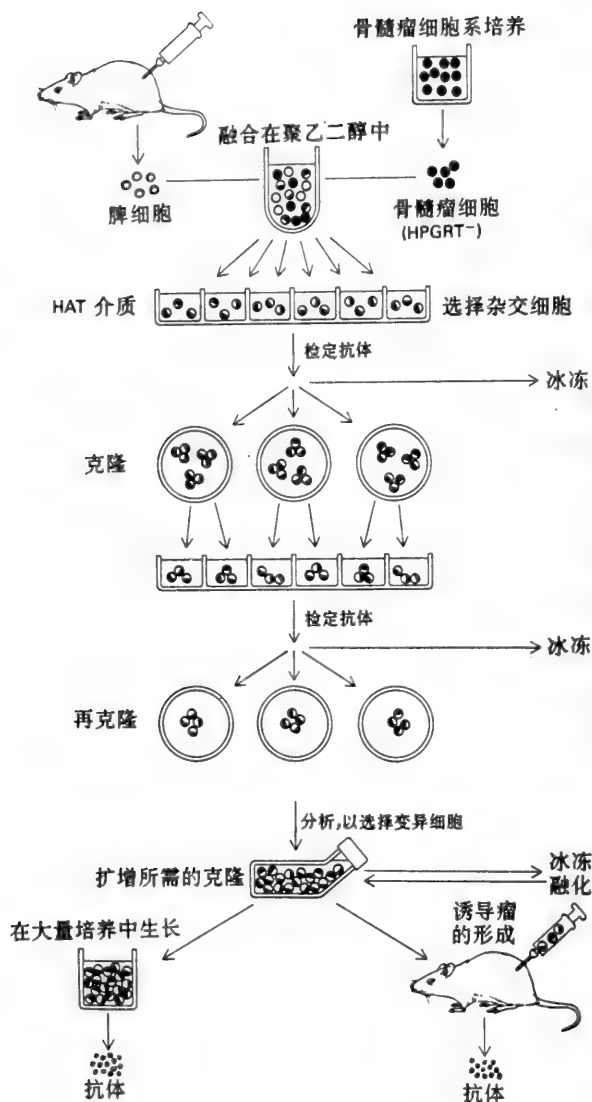 骨髓瘤细胞系培养
融合在聚乙二醇中
脾细胞
骨髓瘤细胞
(HPGRT⁻)
HAT 介质
选择杂交细胞
检定抗体
冰冻
克隆
检定抗体
冰冻
再克隆
分析,以选择变异细胞
扩增所需的克隆
冰冻
融化
在大量培养中生长
诱导瘤
的形成
抗体
抗体